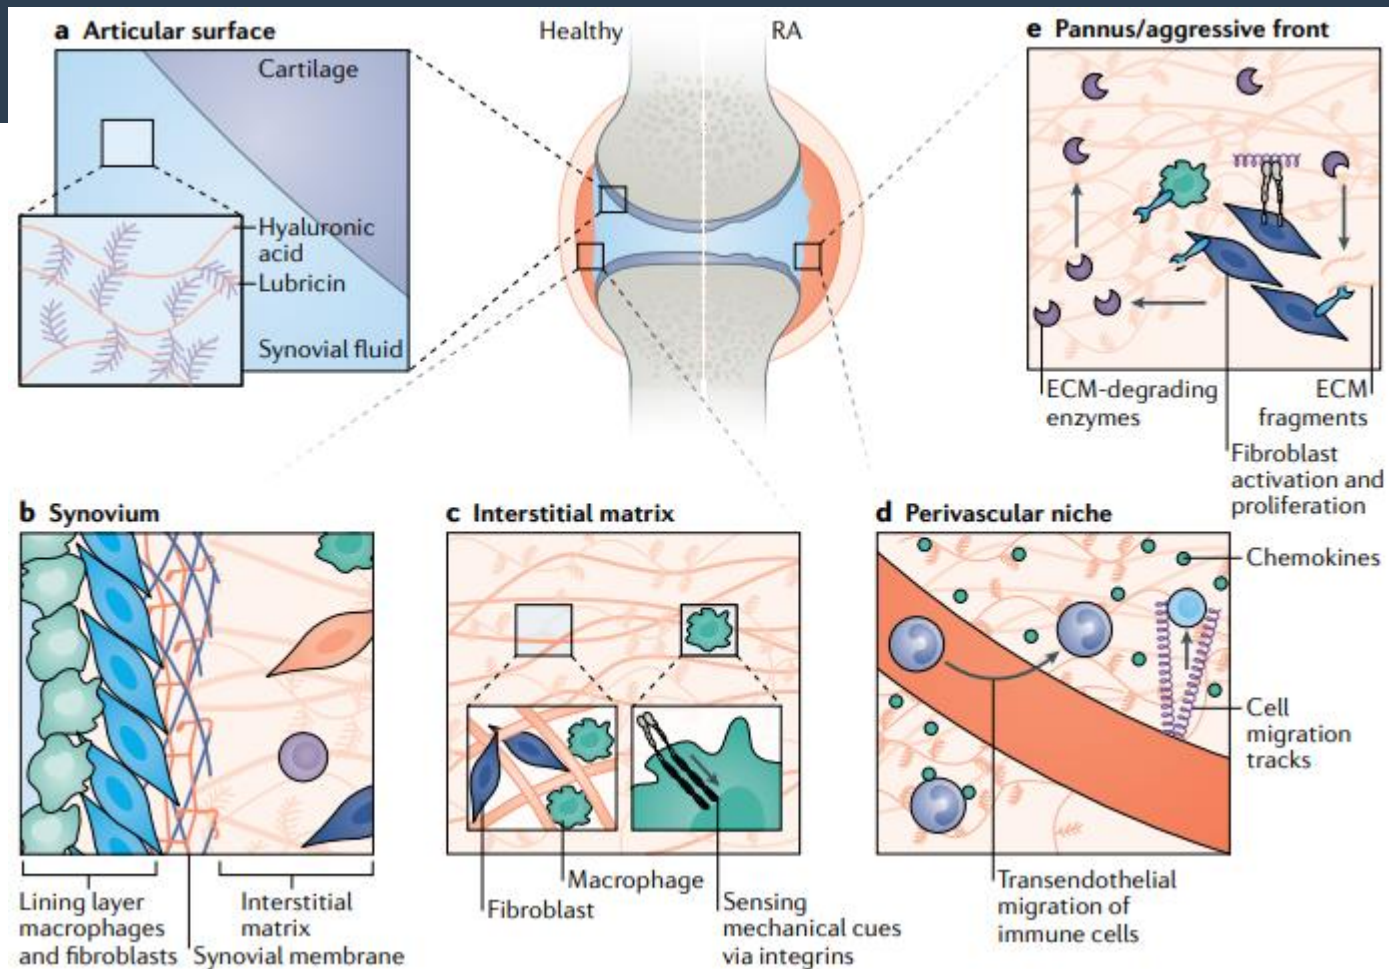 a Articular surface
Cartilage
Hyaluronic
acid
Lubricin
Synovial fluid
Healthy
RA
e Pannus/aggressive front
ECM-degrading
enzymes
ECM
fragments
Fibroblast
activation and
proliferation
b Synovium
Lining layer
macrophages
and fibroblasts
Synovial membrane
Interstitial
matrix
c Interstitial matrix
Fibroblast
Macrophage
Sensing
mechanical cues
via integrins
d Perivascular niche
Chemokines
Cell
migration
tracks
Transendothelial
migration of
immune cells